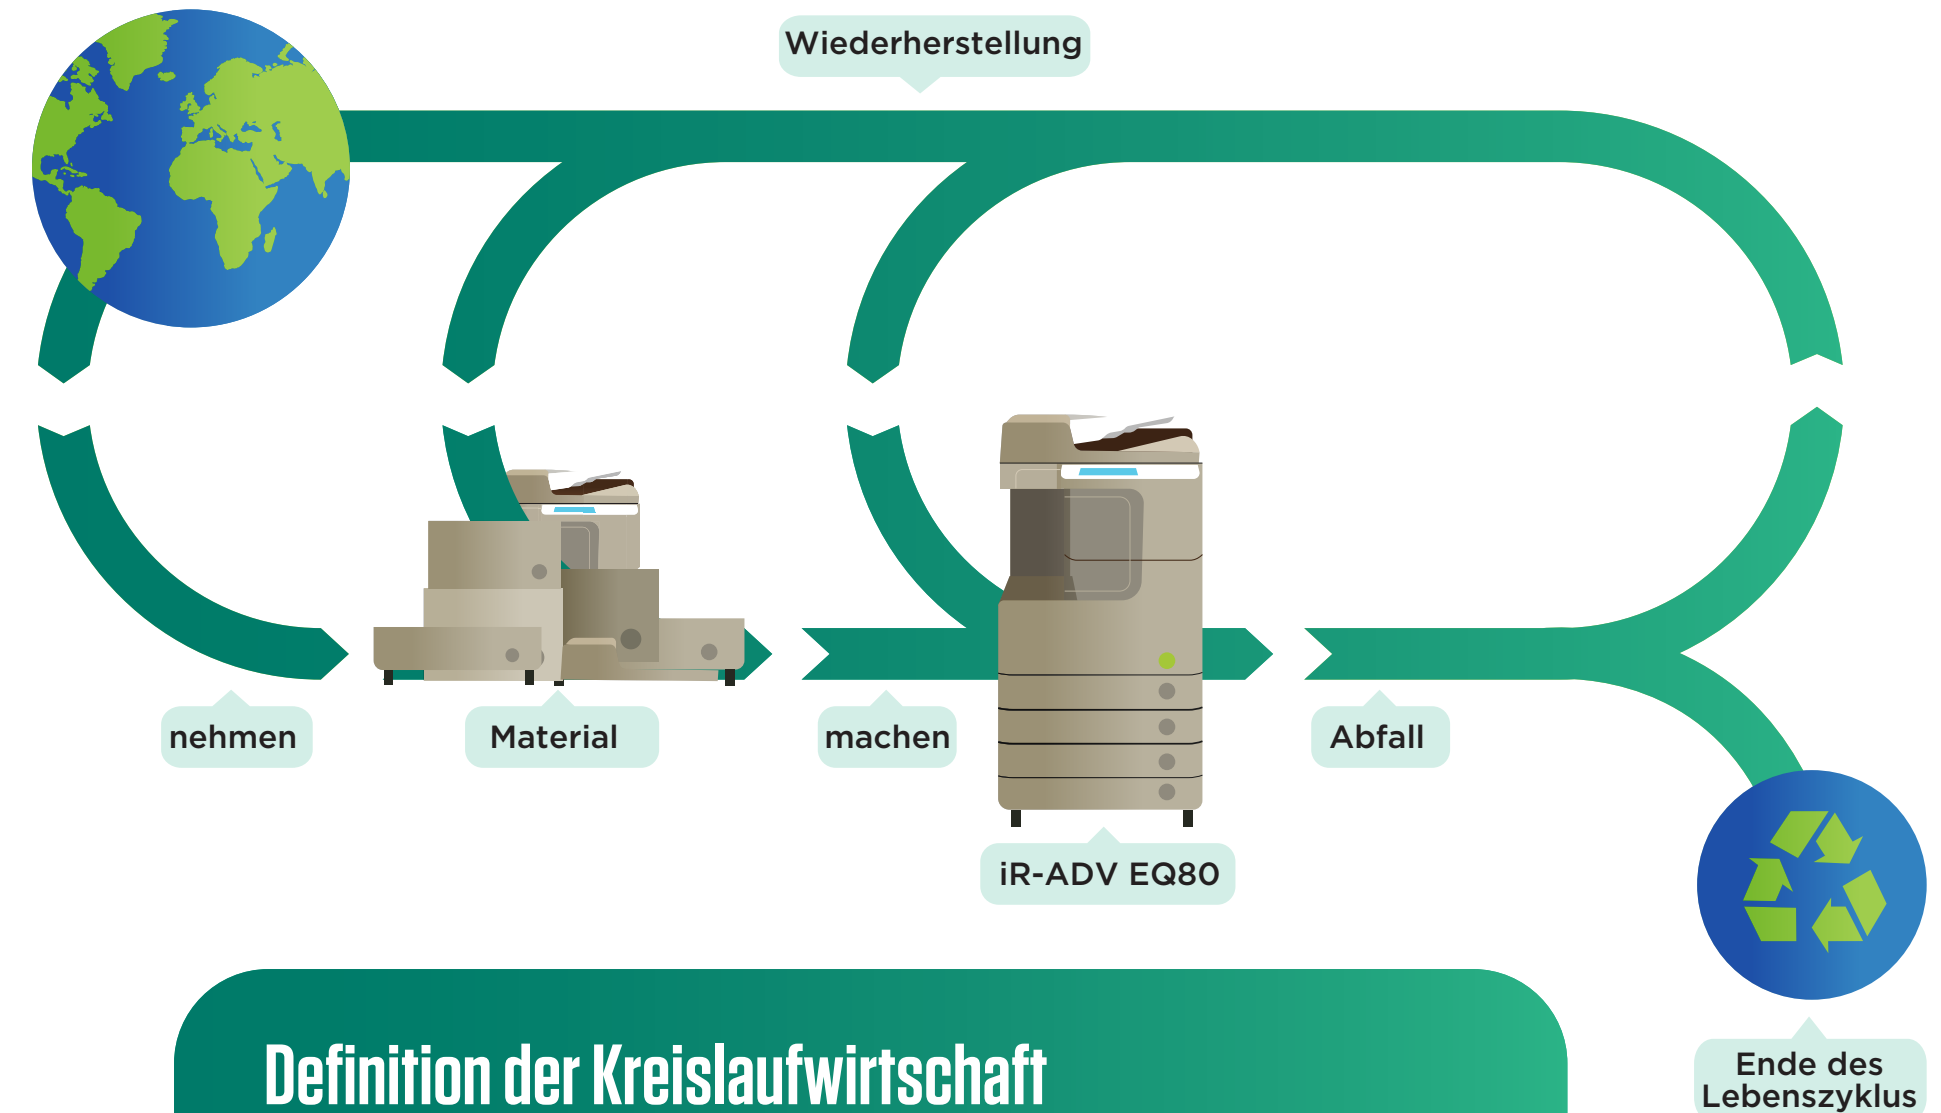 Wiederherstellung
nehmen
Material
machen
Abfall
iR-ADV EQ80
Ende des
Lebenszyklus
Definition der Kreislaufwirtschaft